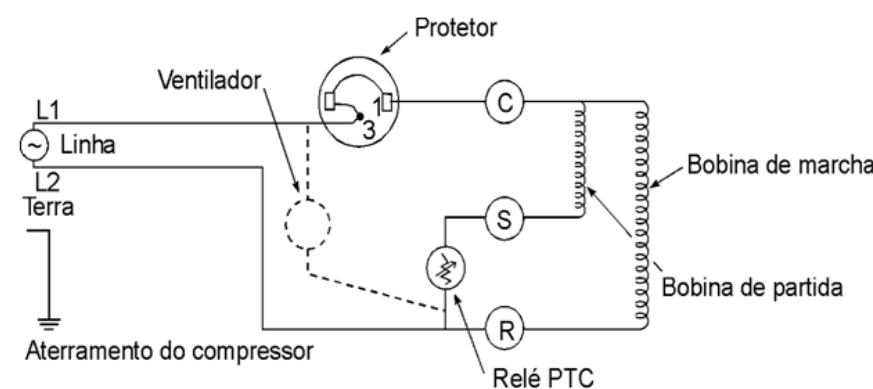 Protetor
Ventilador
L1
1
C
3
~ Linha
Bobina de marcha
L2
Terra
S
Bobina de partida
R
Aterramento do compressor
Relé PTC